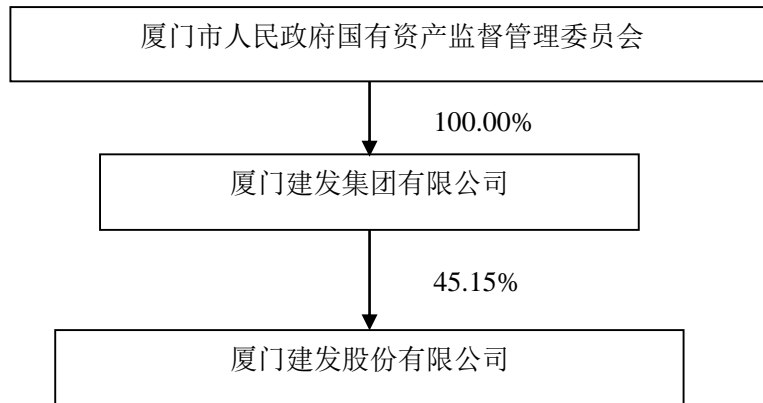 厦门市人民政府国有资产监督管理委员会
100.00%
厦门建发集团有限公司
45.15%
厦门建发股份有限公司